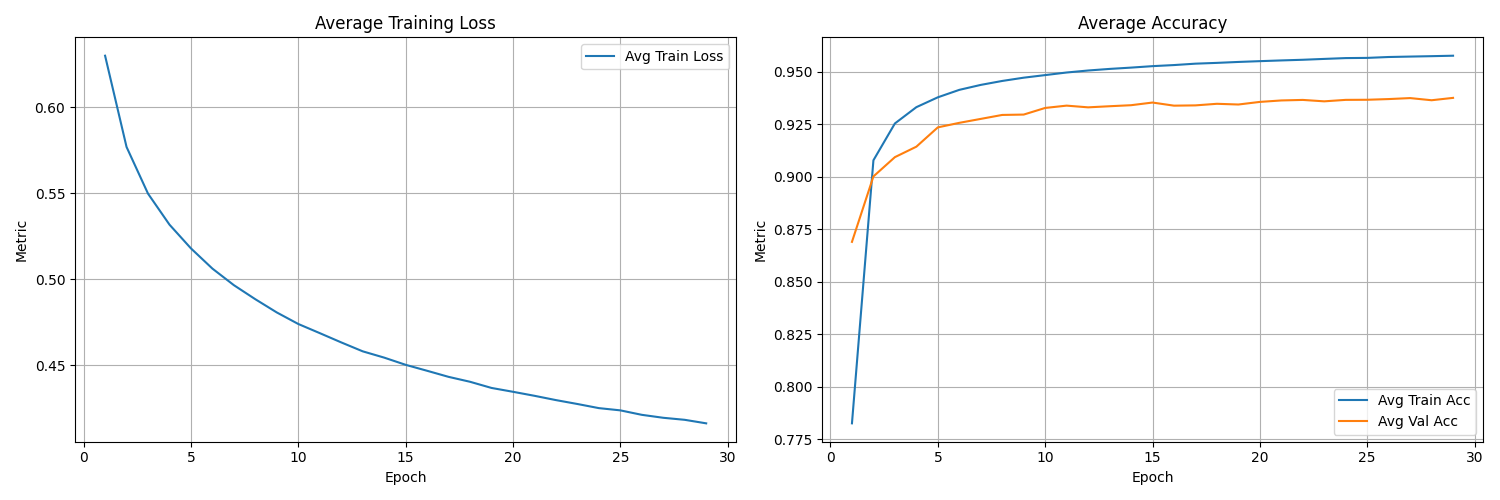 Average Training Loss
Avg Train Loss
0.60
0.55
0.50
0.45
Metric
0
5
10
15
20
25
30
Epoch
Average Accuracy
0.950
0.925
0.900
0.875
0.850
0.825
0.800
0.775
Metric
Avg Train Acc
Avg Val Acc
0
5
10
15
20
25
30
Epoch